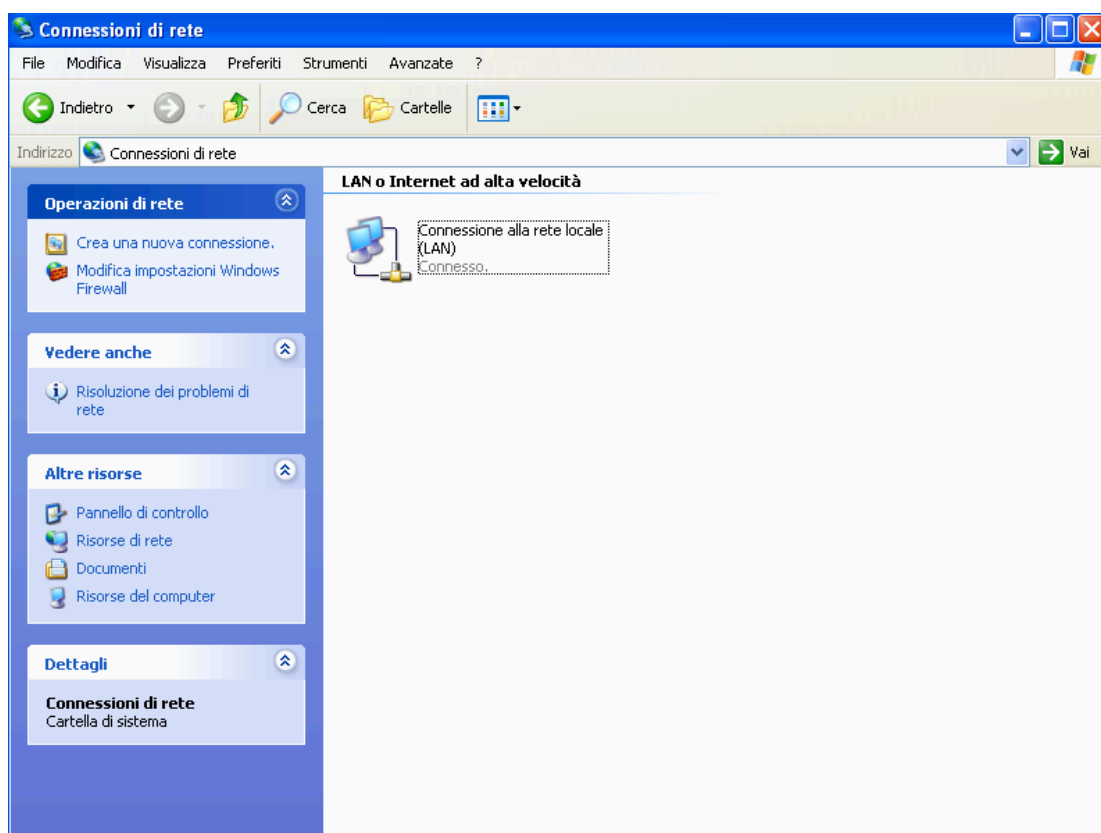 Connessioni di rete
File Modifica Visualizza Preferiti Strumenti Avanzate ?
Indietro Cerca Cartelle
Indirizzo Connessioni di rete Vai
Operazioni di rete
Crea una nuova connessione.
Modifica impostazioni Windows
Firewall
Vedere anche
Risoluzione dei problemi di
rete
Altre risorse
Pannello di controllo
Risorse di rete
Documenti
Risorse del computer
Dettagli
Connessioni di rete
Cartella di sistema
LAN o Internet ad alta velocità
Connessione alla rete locale
(LAN)
Connesso.